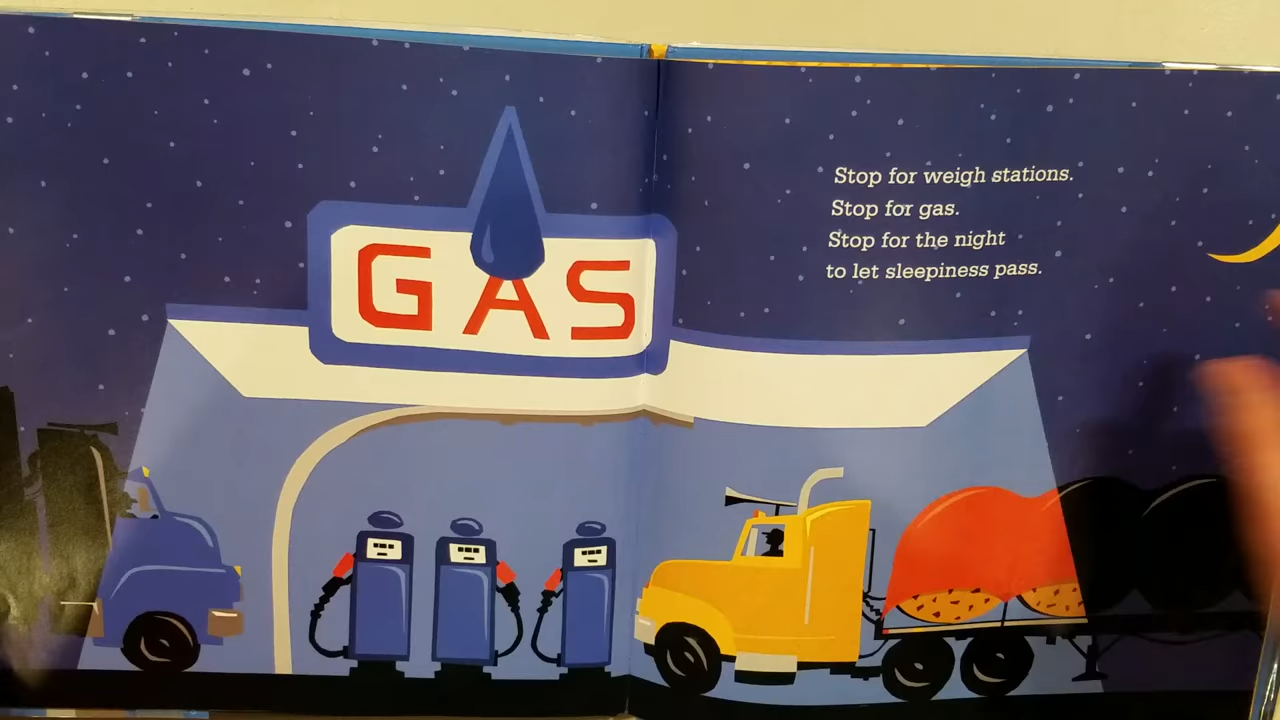 GAS
Stop for weigh stations.
Stop for gas.
Stop for the night
to let sleepiness pass.